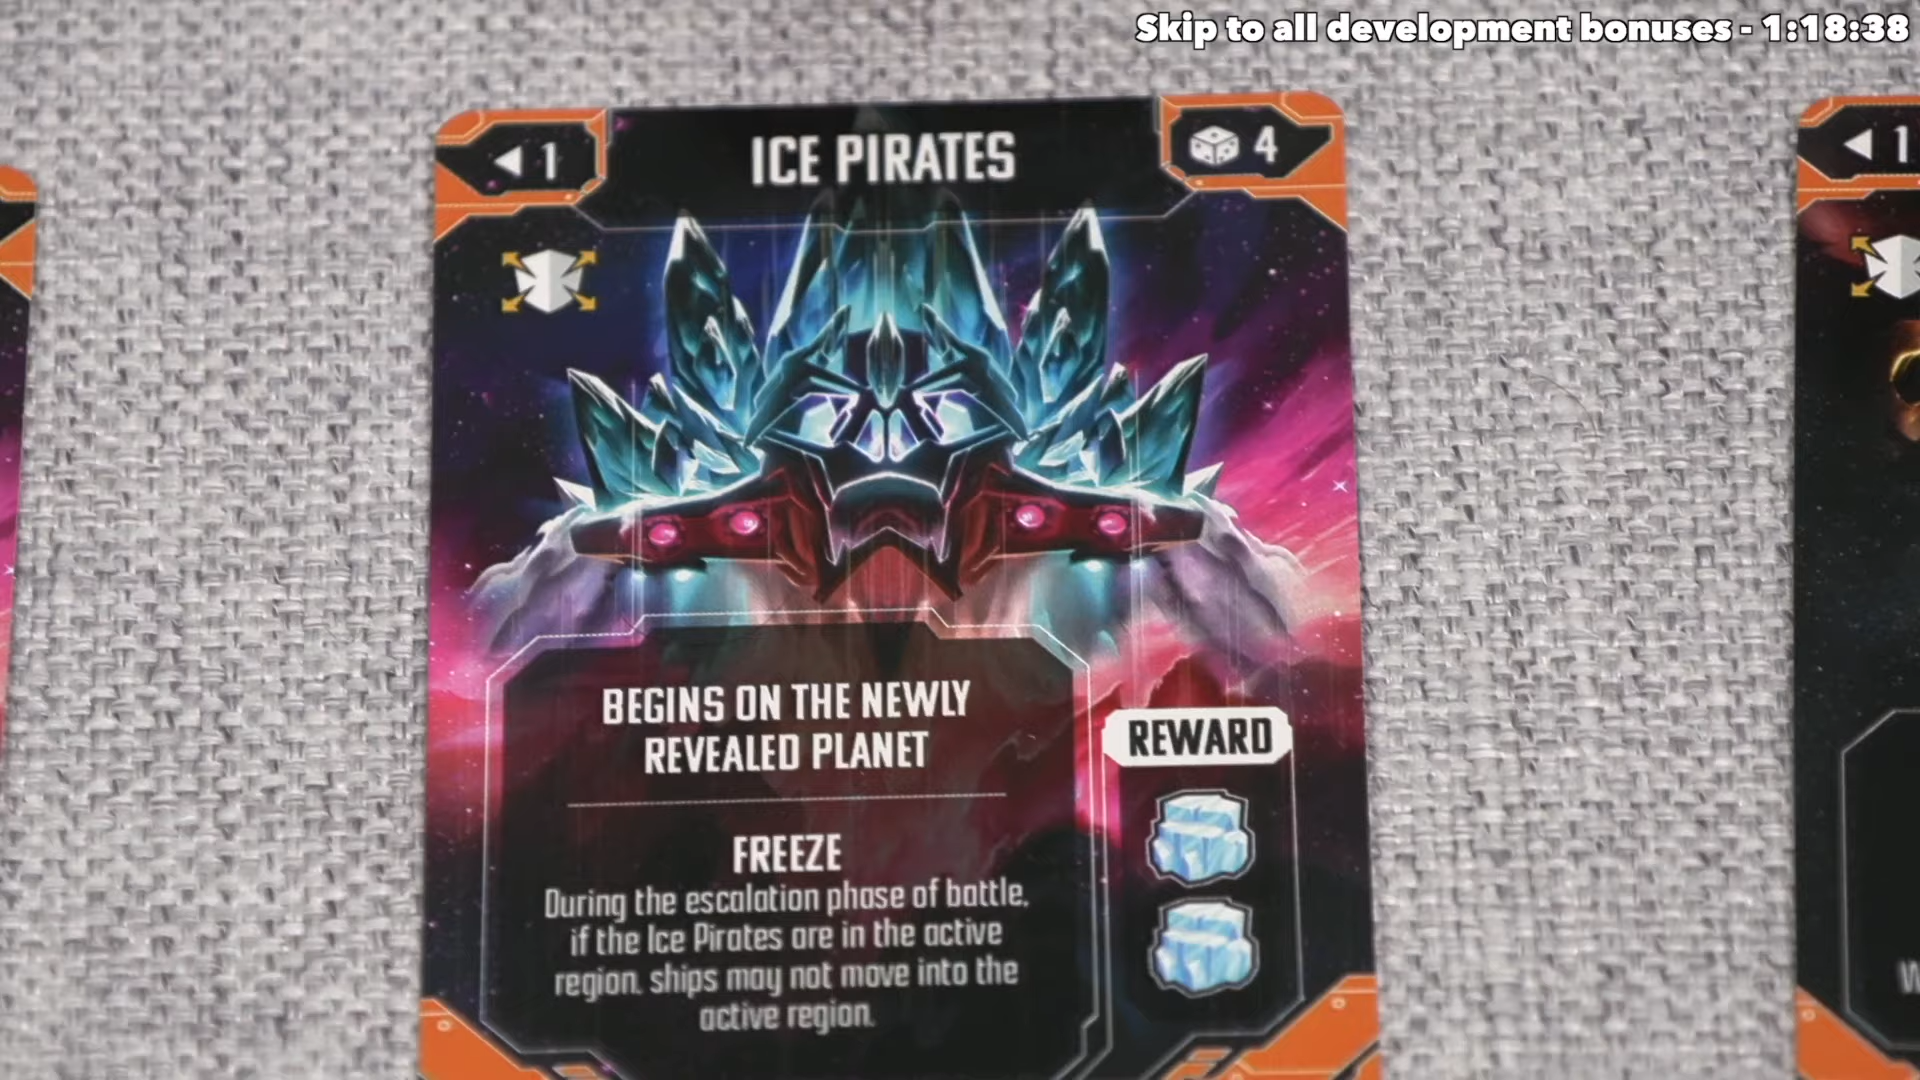 Skip to all development bonuses - 1:18:38
1
ICE PIRATES
4
1
BEGINS ON THE NEWLY
REVEALED PLANET
REWARD
FREEZE
During the escalation phase of battle,
if the Ice Pirates are in the active
region, ships may not move into the
active region.